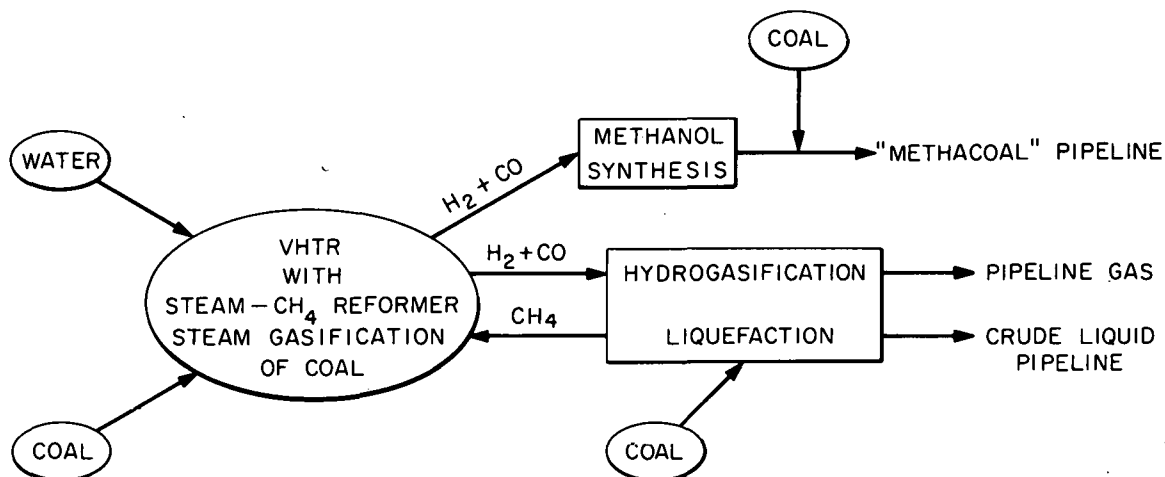 COAL
METHANOL
SYNTHESIS
"METHACOAL" PIPELINE
WATER
H₂+CO
VHTR
WITH
STEAM–CH₄ REFORMER
STEAM GASIFICATION
OF COAL
H₂+CO
CH₄
HYDROGASIFICATION
LIQUEFACTION
PIPELINE GAS
CRUDE LIQUID
PIPELINE
COAL
COAL